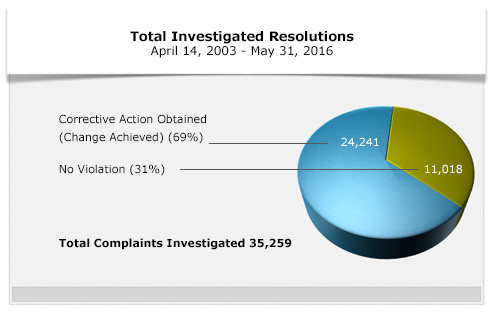 Total Investigated Resolutions
April 14, 2003 - May 31, 2016
Corrective Action Obtained
(Change Achieved) (69%)
24,241
No Violation (31%)
11,018
Total Complaints Investigated 35,259